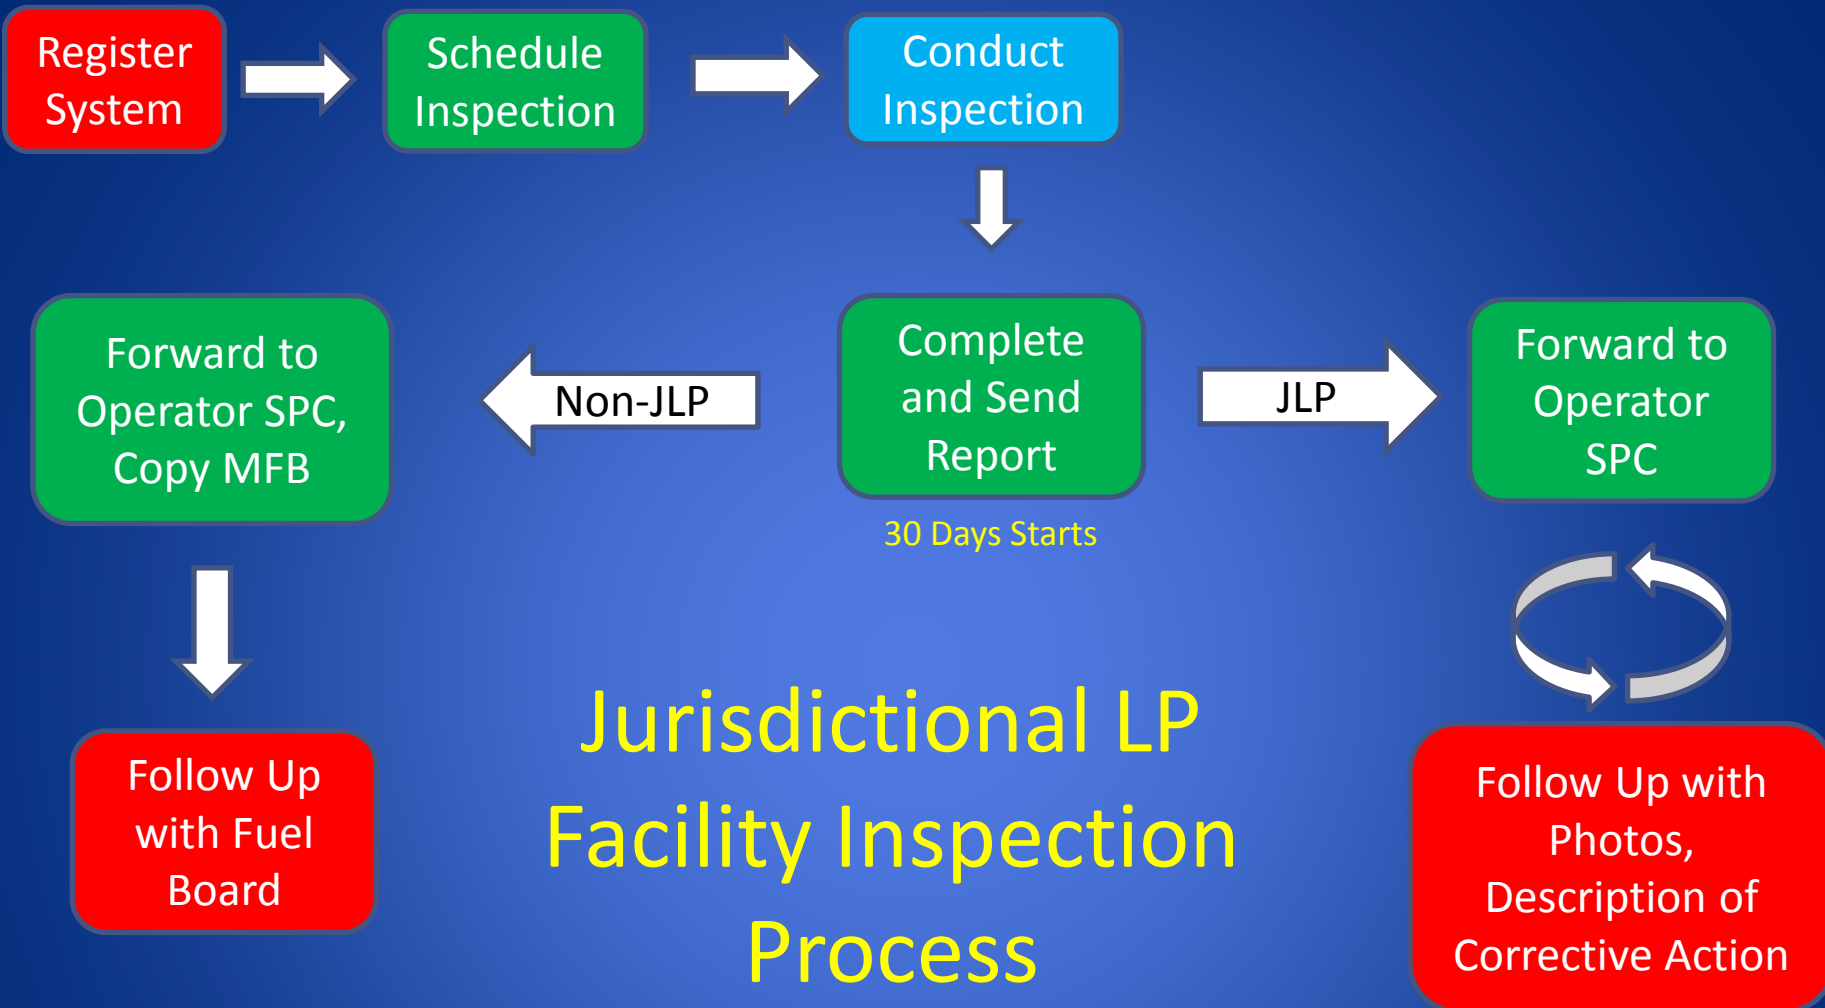 Register
System
Schedule
Inspection
Conduct
Inspection
Forward to
Operator SPC,
Copy MFB
Non-JLP
Complete
and Send
Report
JLP
Forward to
Operator
SPC
30 Days Starts
Follow Up
with Fuel
Board
Jurisdictional LP
Facility Inspection
Process
Follow Up with
Photos,
Description of
Corrective Action